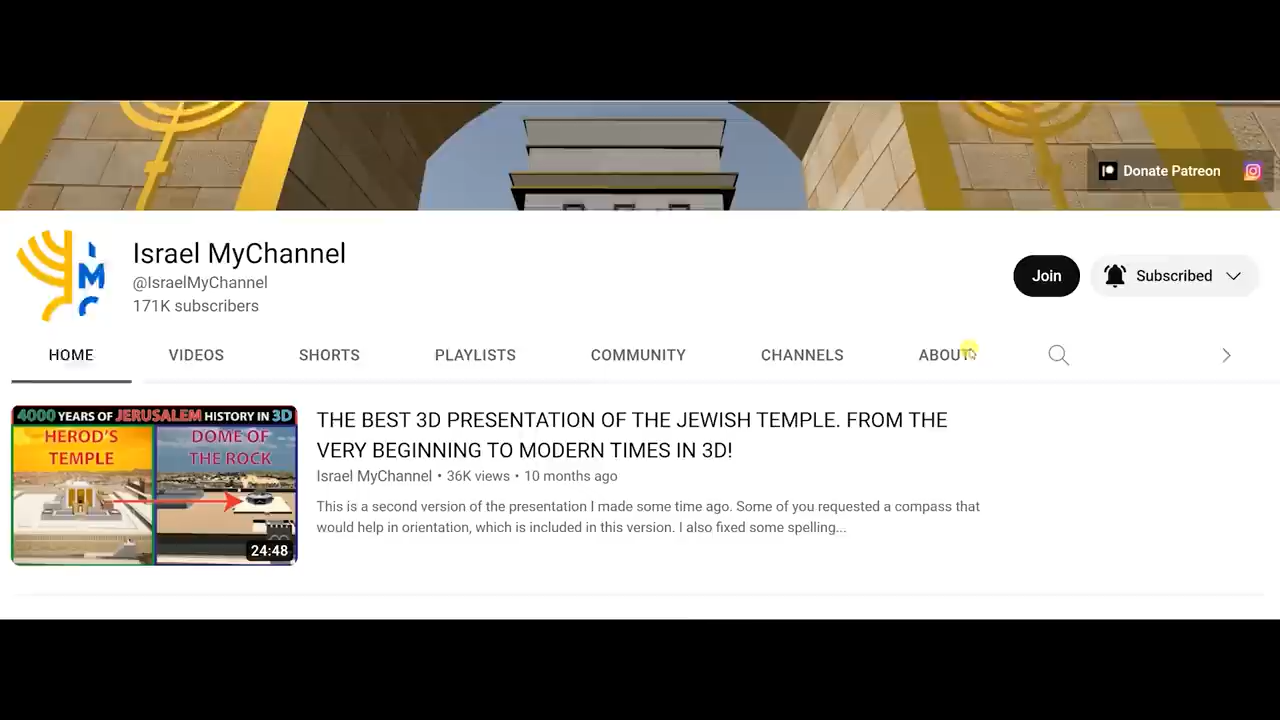 Donate Patreon
Israel MyChannel
@IsraelMyChannel
171K subscribers
Join
Subscribed
HOME
VIDEOS
SHORTS
PLAYLISTS
COMMUNITY
CHANNELS
ABOUT
4000 YEARS OF JERUSALEM HISTORY IN 3D
HEROD'S
TEMPLE
DOME OF
THE ROCK
24:48
THE BEST 3D PRESENTATION OF THE JEWISH TEMPLE. FROM THE
VERY BEGINNING TO MODERN TIMES IN 3D!
Israel MyChannel • 36K views • 10 months ago
This is a second version of the presentation I made some time ago. Some of you requested a compass that
would help in orientation, which is included in this version. I also fixed some spelling...